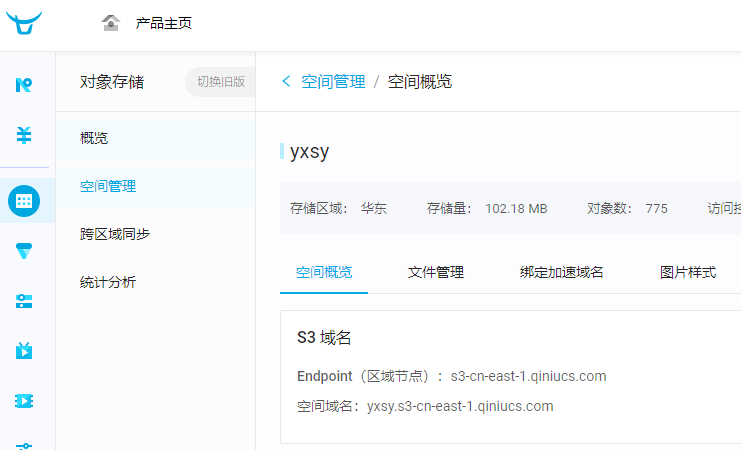 产品主页
对象存储 切换旧版
概览
空间管理
跨区域同步
统计分析
空间管理 / 空间概览
yxsy
存储区域： 华东 存储量： 102.18 MB 对象数： 775 访问
空间概览 文件管理 绑定加速域名 图片样式
S3 域名
Endpoint（区域节点）：s3-cn-east-1.qiniucs.com
空间域名：yxsy.s3-cn-east-1.qiniucs.com